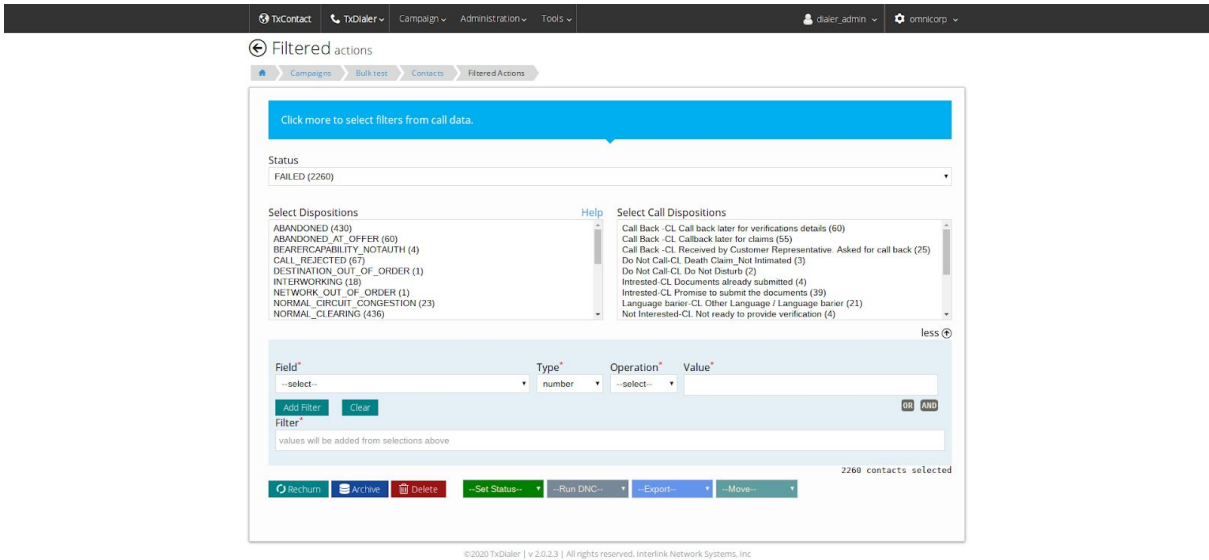 TxContact TxDialer Campaign Administration Tools dialer_admin omnicorp
Filtered actions
Campaigns Bulk test Contacts Filtered Actions
Click more to select filters from call data.
Status
FAILED (2260)
Select Dispositions Help Select Call Dispositions
ABANDONED (430)
ABANDONED_AT_OFFER (60)
BEARERCAPABILITY_NOTAUTH (4)
CALL_REJECTED (67)
DESTINATION_OUT_OF_ORDER (1)
INTERWORKING (18)
NETWORK_OUT_OF_ORDER (1)
NORMAL_CIRCUIT_CONGESTION (23)
NORMAL_CLEARING (436)
Call Back -CL Call back later for verifications details (60)
Call Back -CL Callback later for claims (55)
Call Back -CL Received by Customer Representative. Asked for call back (25)
Do Not Call-CL Death Claim_Not Intimated (3)
Do Not Call-CL Do Not Disturb (2)
Intrested-CL Documents already submitted (4)
Intrested-CL Promise to submit the documents (39)
Language barier-CL Other Language / Language barier (21)
Not Interested-CL Not ready to provide verification (4)
less
Field* Type* Operation* Value*
--select-- number --select--
Add Filter Clear OR AND
Filter*
values will be added from selections above
2260 contacts selected
Rechurn Archive Delete --Set Status-- --Run DNC-- --Export-- --Move--
©2020 TxDialer | v 2.0.2.3 | All rights reserved. Interlink Network Systems, Inc